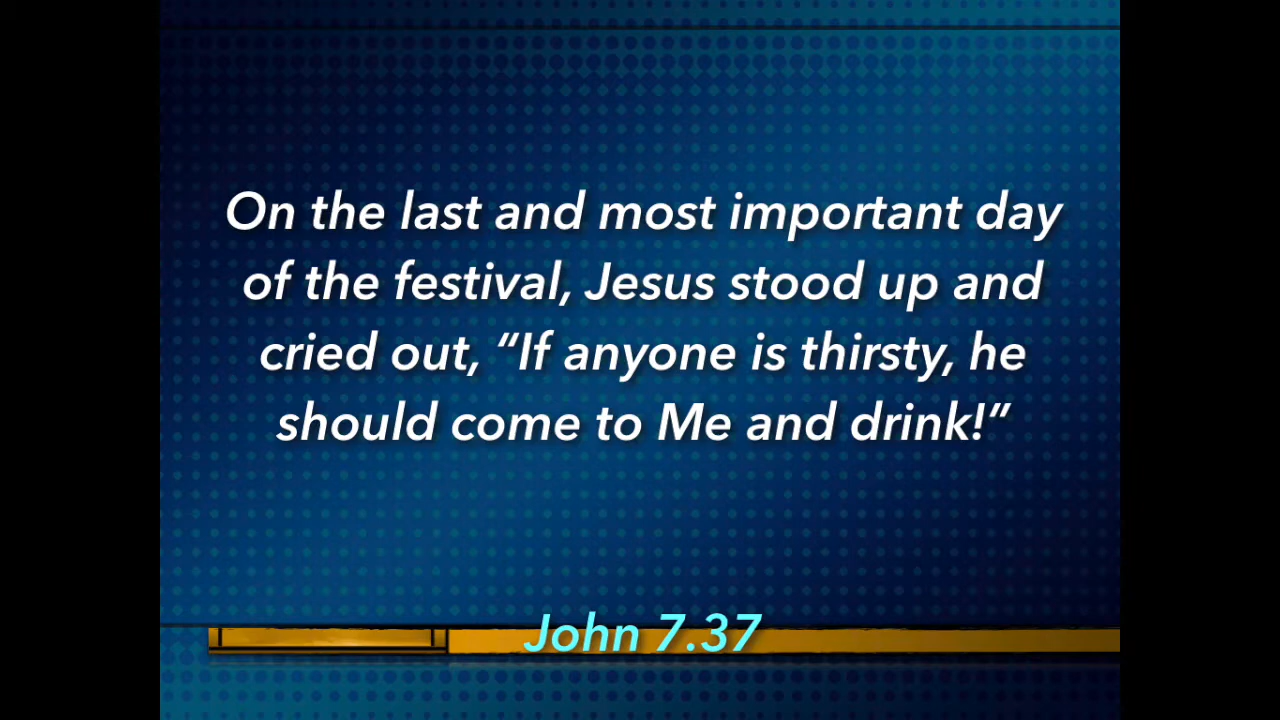 On the last and most important day
of the festival, Jesus stood up and
cried out, “If anyone is thirsty, he
should come to Me and drink!”
John 7.37